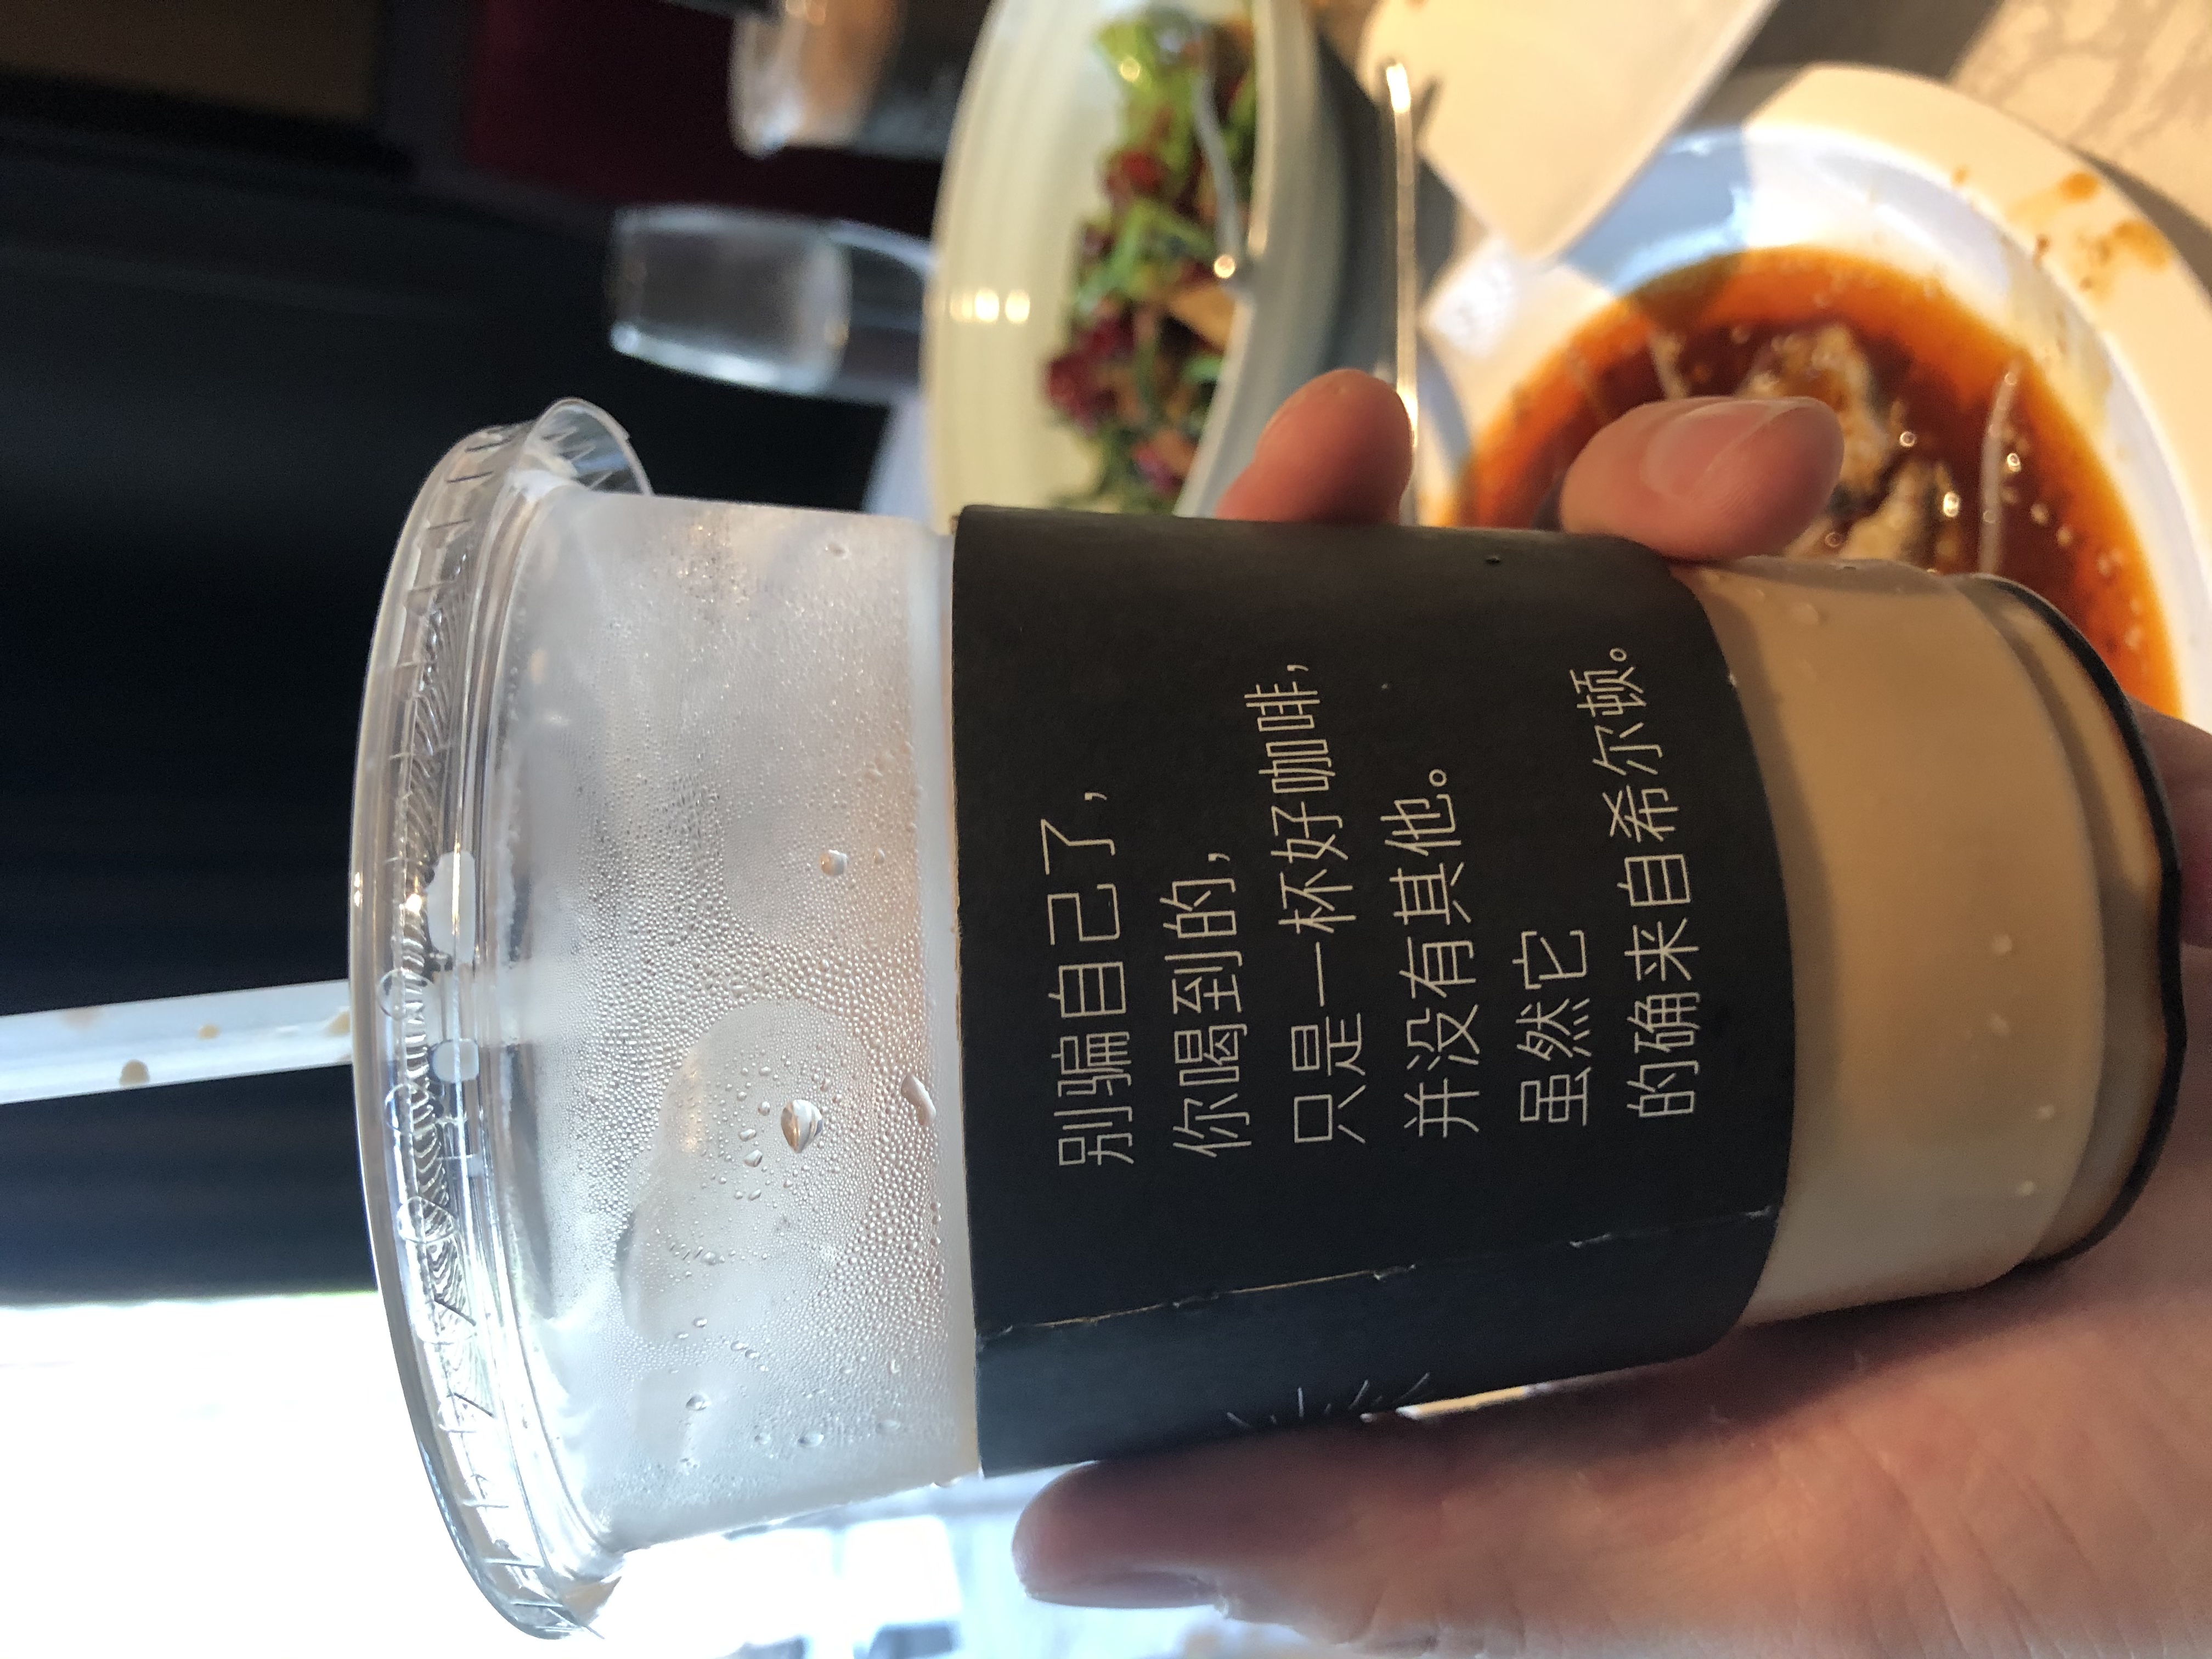 别骗自己了，
你喝到的，
只是一杯好咖啡，
并没有其他。
虽然它
的确来自希尔顿。